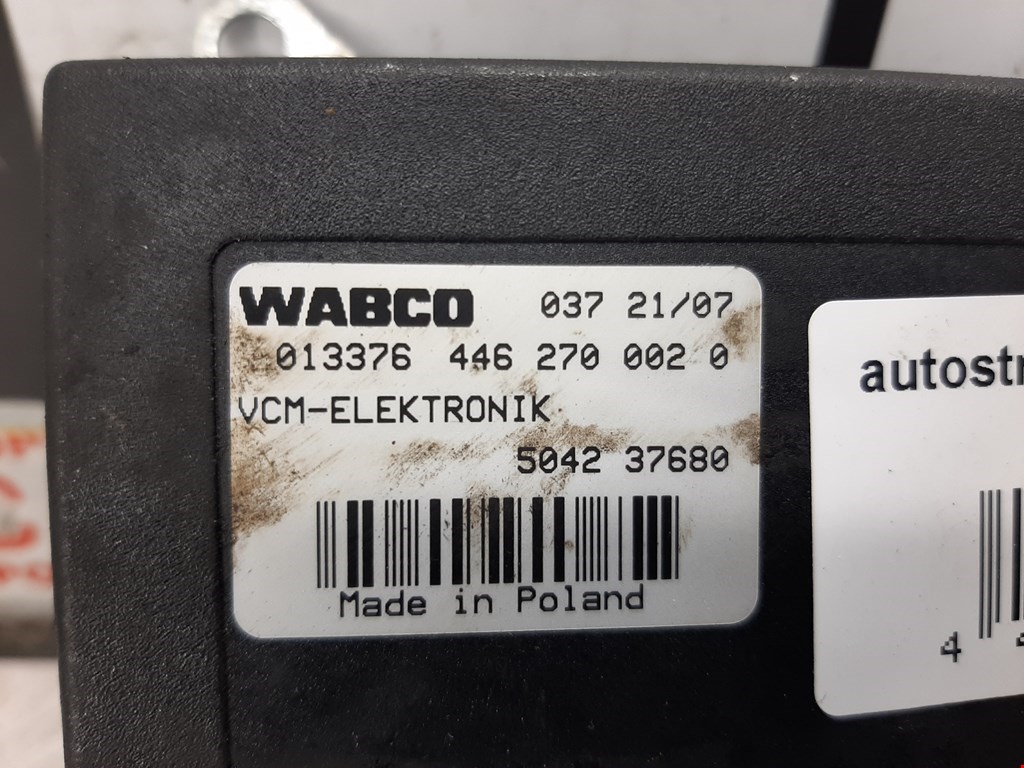 WABCO 037 21/07
013376 446 270 002 0
VCM-ELEKTRONIK
5042 37680
Made in Poland
autostr
4